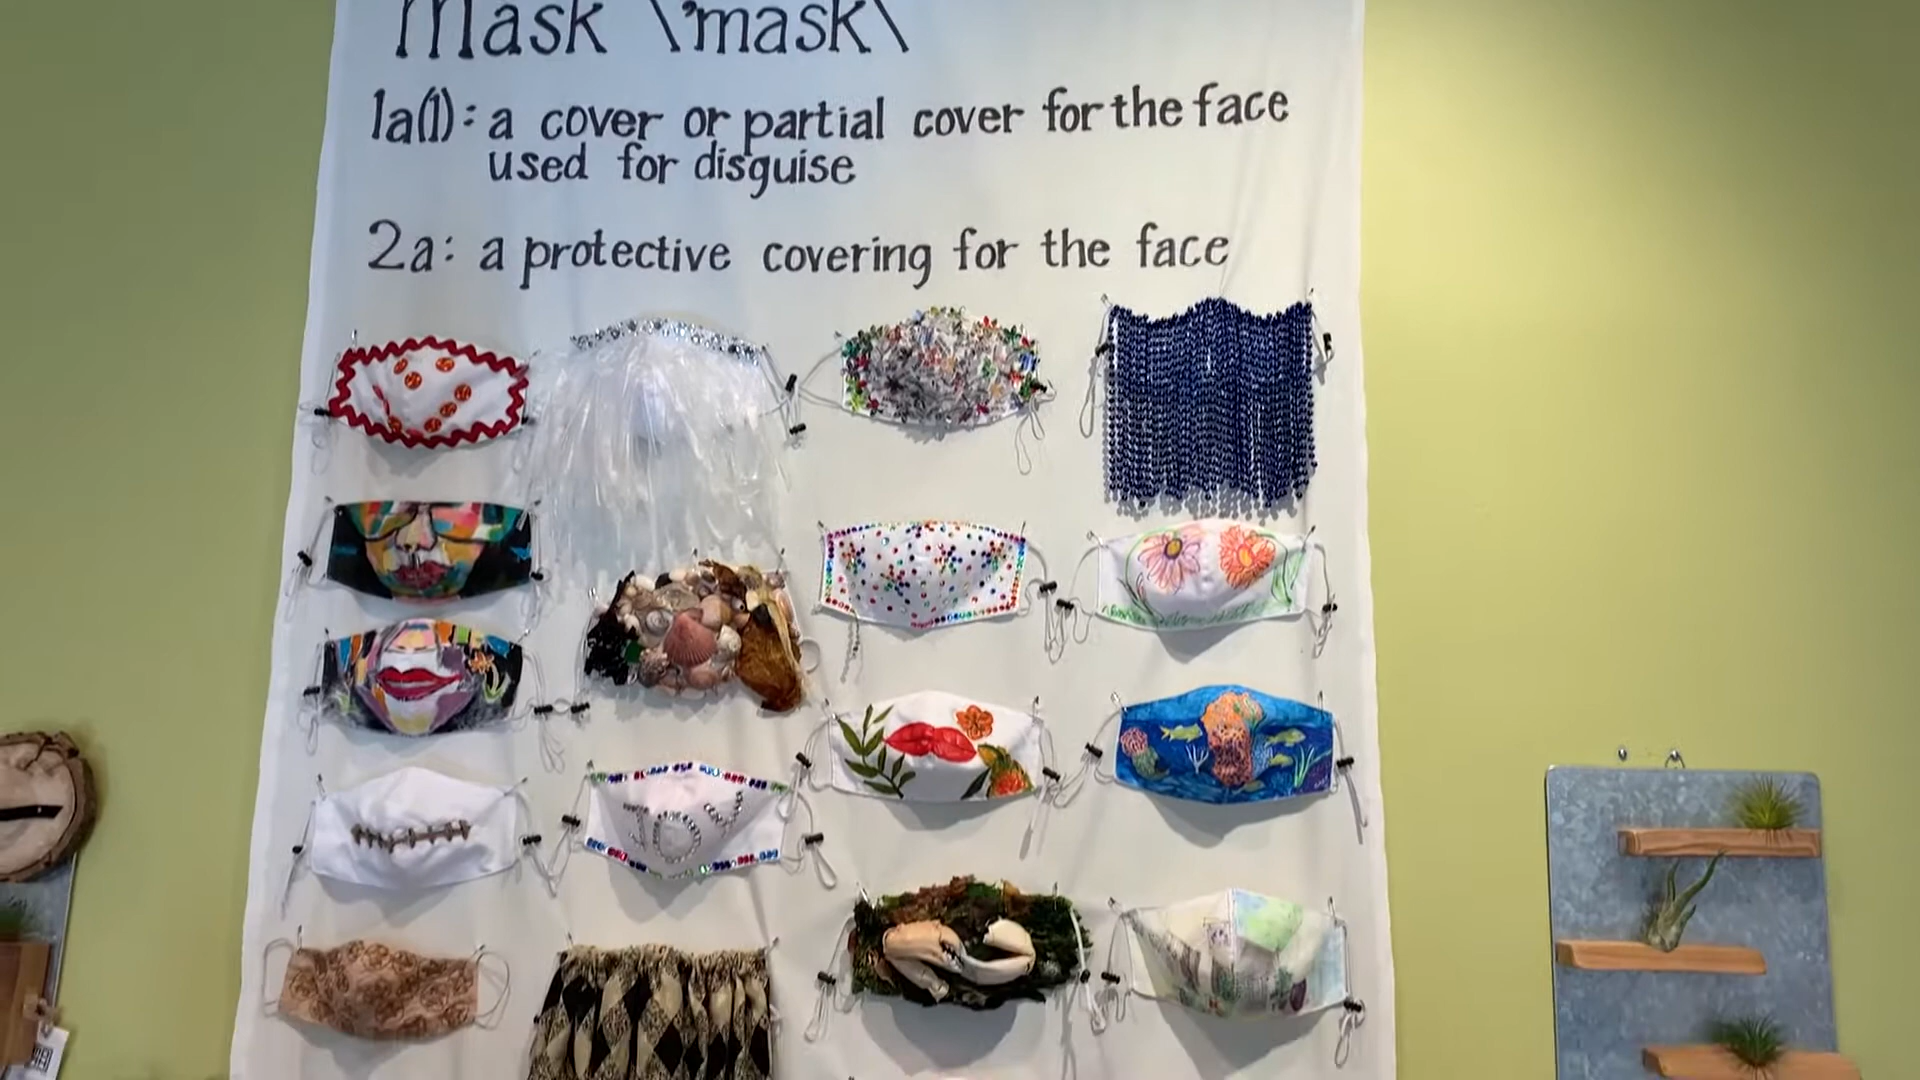 Mask \'mask\
1a(1): a cover or partial cover for the face
used for disguise
2a: a protective covering for the face
JOY